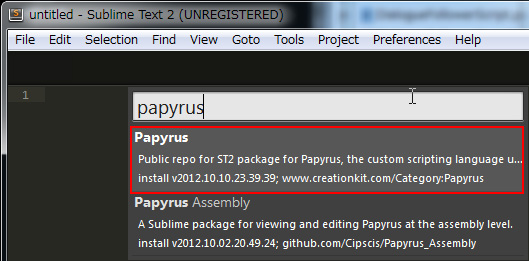 untitled - Sublime Text 2 (UNREGISTERED)
File Edit Selection Find View Goto Tools Project Preferences Help
1
papyrus
Papyrus
Public repo for ST2 package for Papyrus, the custom scripting language u...
install v2012.10.10.23.39.39; www.creationkit.com/Category:Papyrus
Papyrus Assembly
A Sublime package for viewing and editing Papyrus at the assembly level.
install v2012.10.02.20.49.24; github.com/Cipscis/Papyrus_Assembly